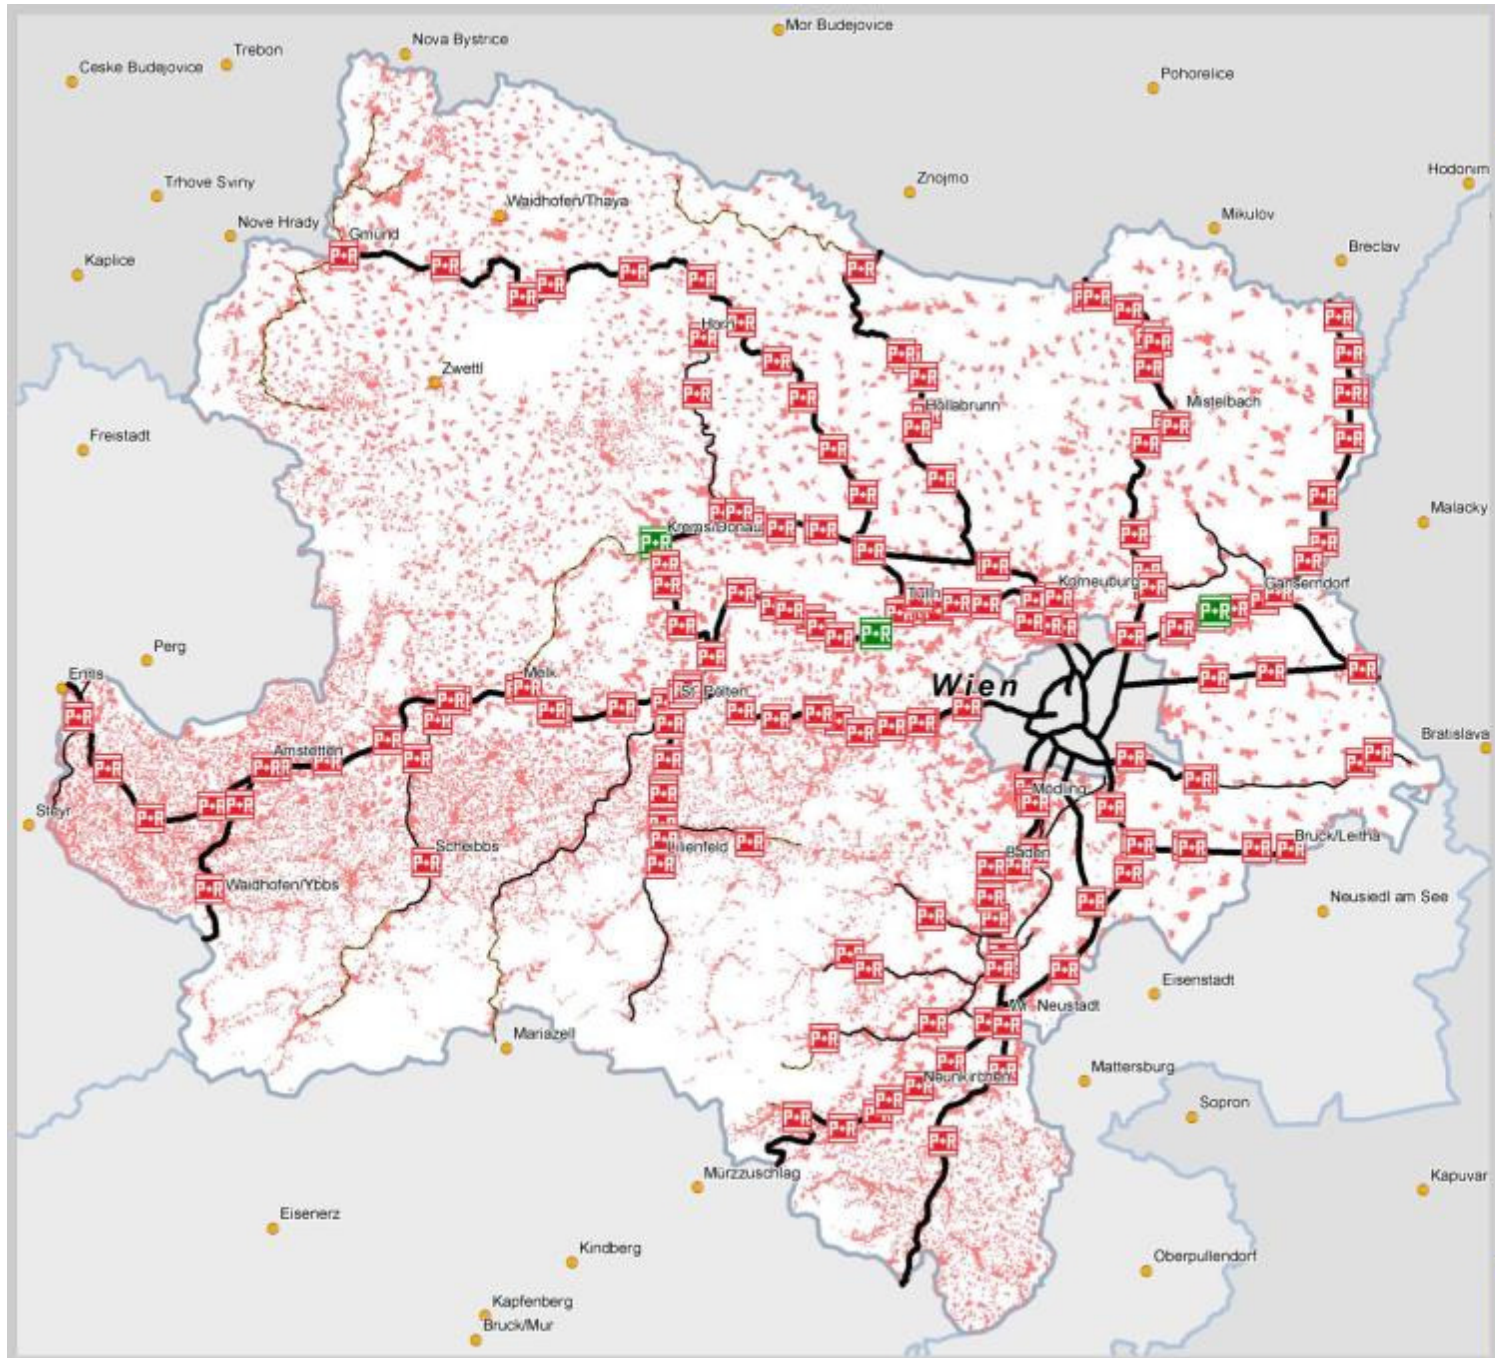 Mor Budejovice
Nova Bystrice
Trebon
Ceske Budejovice
Pohorelice
Hodonim
Znojmo
Trhove Sviny
Waidhofen/Thaya
Mikulov
Nove Hrady
Gmünd
Breclav
Kaplice
P+R
Horn
Zwettl
Mistelbach
Hollabrunn
Freistadt
Malacky
Krems/Donau
P+R
Korneuburg
Gänserndorf
Tulln
P+R
P+R
Perg
Enns
Melk
Wien
St. Pölten
Bratislava
Amstetten
Mödling
Steyr
Bruck/Leitha
Scheibbs
Lilienfeld
Baden
Waidhofen/Ybbs
Neusiedl am See
Eisenstadt
Wr. Neustadt
Mariazell
Mattersburg
Neunkirchen
Sopron
Mürzzuschlag
Kapuvar
Eisenerz
Kindberg
Oberpullendorf
Kapfenberg
Bruck/Mur